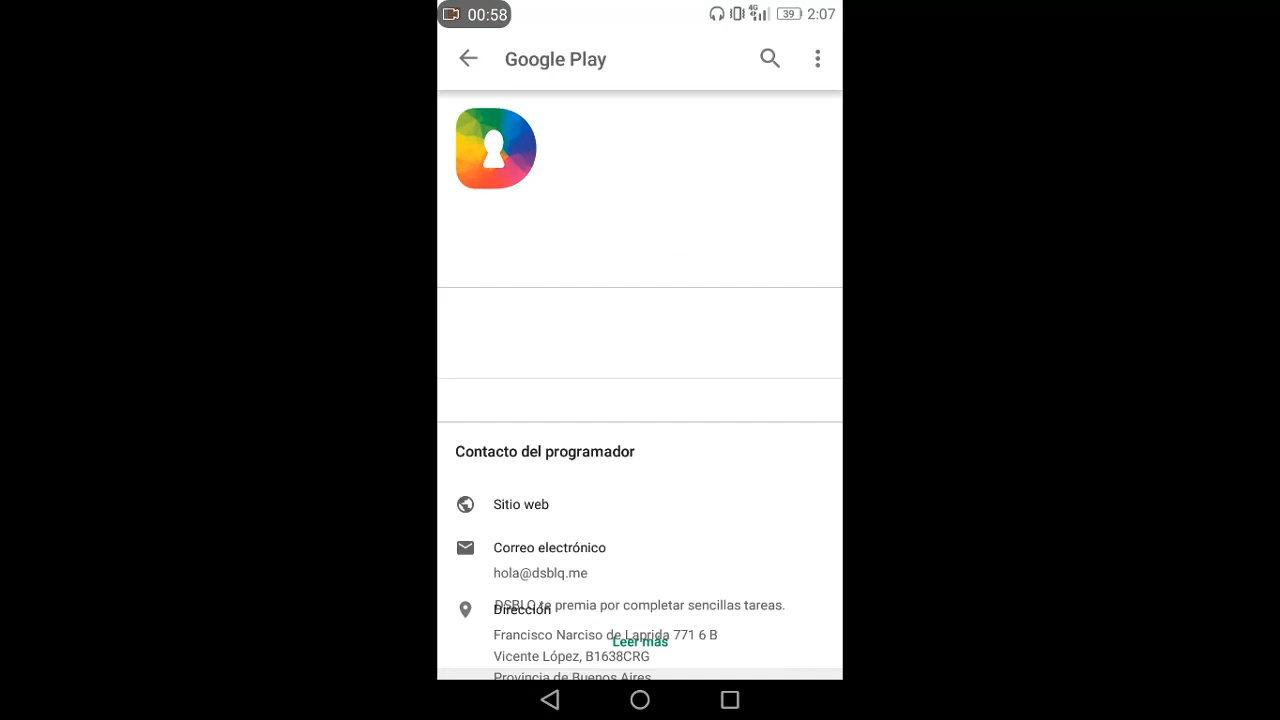 00:58
4G 39 2:07
Google Play
Contacto del programador
Sitio web
Correo electrónico
hola@dsblq.me
DSBLQ te premia por completar sencillas tareas.
Dirección
Francisco Narciso de Laprida 771 6 B
Leer más
Vicente López, B1638CRG
Provincia de Buenos Aires